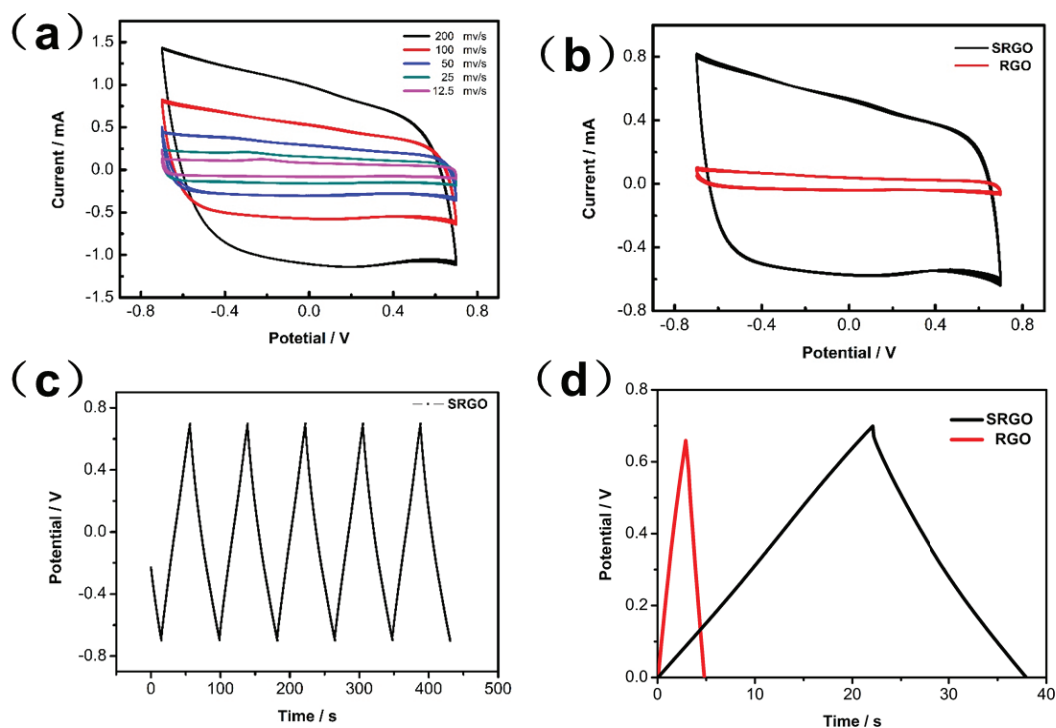 (a)
200 mv/s
100 mv/s
50 mv/s
25 mv/s
12.5 mv/s
1.5
1.0
0.5
0.0
-0.5
-1.0
-1.5
Current / mA
-0.8 -0.4 0.0 0.4 0.8
Potetial / V
(b)
SRGO
RGO
0.8
0.4
0.0
-0.4
-0.8
Current / mA
-0.8 -0.4 0.0 0.4 0.8
Potential / V
(c)
SRGO
0.8
0.4
0.0
-0.4
-0.8
Potential / V
0 100 200 300 400 500
Time / s
(d)
SRGO
RGO
0.8
0.6
0.4
0.2
0.0
Potential / V
0 10 20 30 40
Time / s